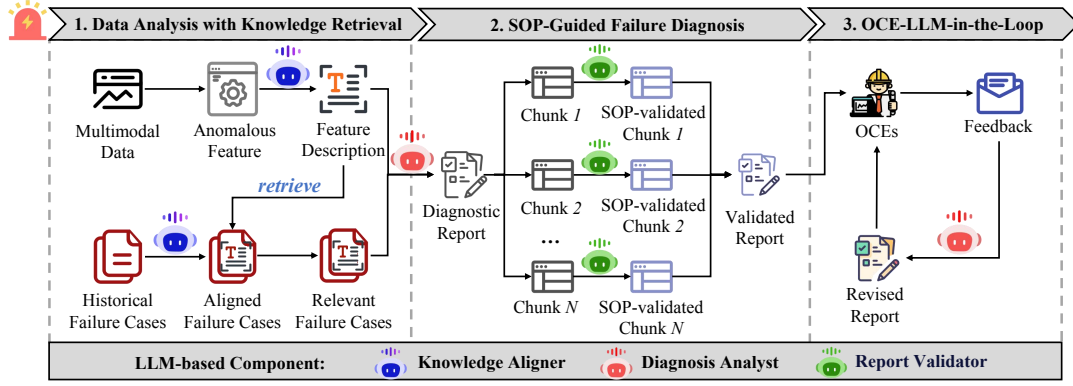 1. Data Analysis with Knowledge Retrieval
2. SOP-Guided Failure Diagnosis
3. OCE-LLM-in-the-Loop
Multimodal
Data
Anomalous
Feature
T
Feature
Description
retrieve
Historical
Failure Cases
T
Aligned
Failure Cases
T
Relevant
Failure Cases
Diagnostic
Report
Chunk 1
SOP-validated
Chunk 1
Chunk 2
SOP-validated
Chunk 2
...
Chunk N
SOP-validated
Chunk N
Validated
Report
OCEs
Feedback
Revised
Report
LLM-based Component:
Knowledge Aligner
Diagnosis Analyst
Report Validator